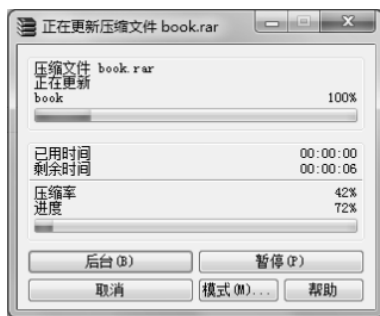 正在更新压缩文件 book.rar
压缩文件 book.rar
正在更新
book 100%
已用时间 00:00:00
剩余时间 00:00:06
压缩率 42%
进度 72%
后台(B) 暂停(P)
取消 模式(M)... 帮助